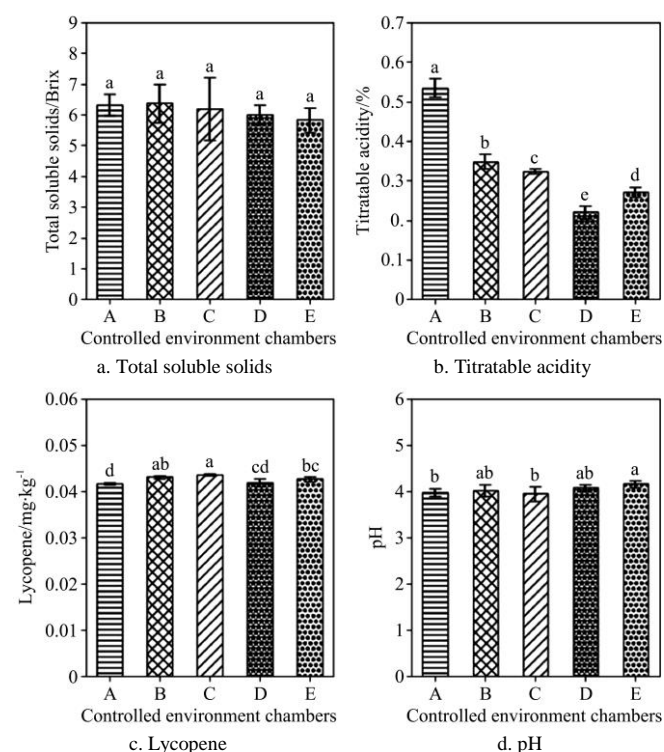 Total soluble solids/Brix
9
8
7
6
5
4
3
2
1
0
a
a
a
a
a
A B C D E
Controlled environment chambers
a. Total soluble solids
Titratable acidity/%
0.7
0.6
0.5
0.4
0.3
0.
0.1
0
a
b
c
e
d
A B C D E
Controlled environment chambers
b. Titratable acidity
Lycopene/mg·kg⁻¹
0.06
0.05
0.04
0.03
0.02
0.01
0
d
ab
a
cd
bc
A B C D E
Controlled environment chambers
c. Lycopene
pH
6
5
4
3
2
1
0
b
ab
b
ab
a
A B C D E
Controlled environment chambers
d. pH